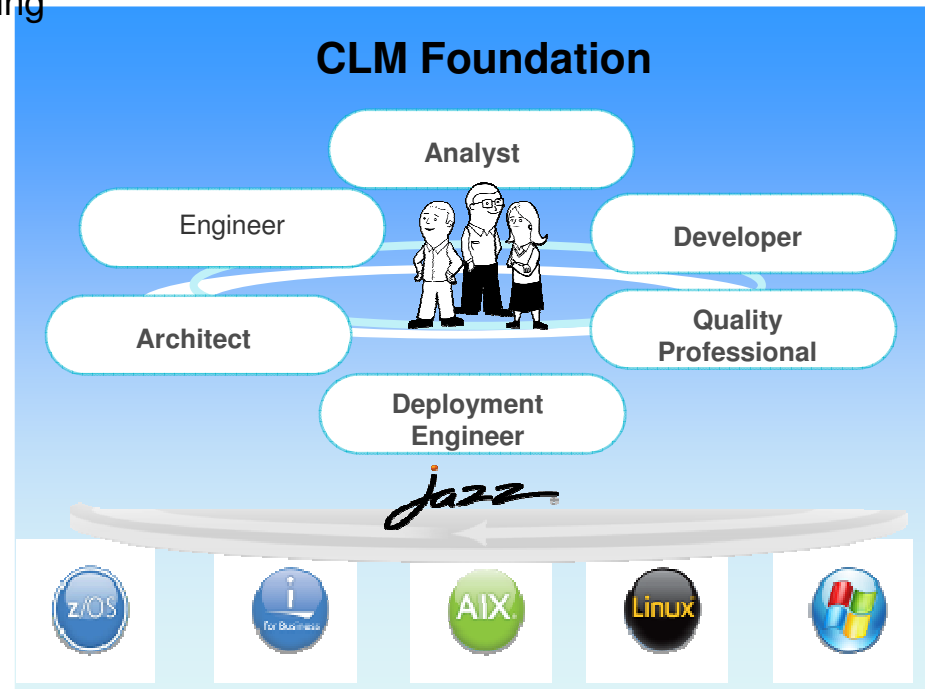 CLM Foundation
Analyst
Engineer
Developer
Architect
Quality
Professional
Deployment
Engineer
jazz
z/OS
i
for Business
AIX
Linux